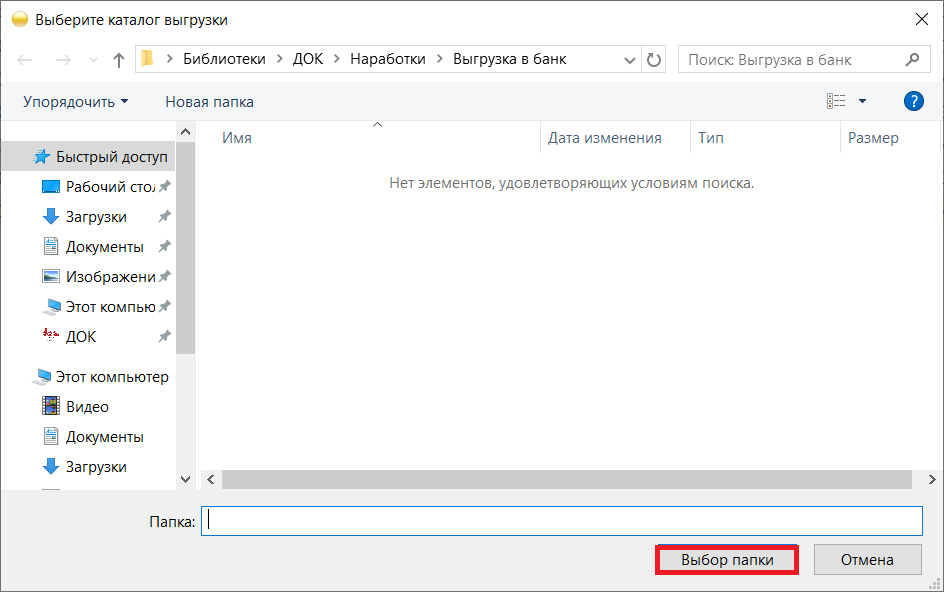 Выберите каталог выгрузки
Библиотеки > ДОК > Наработки > Выгрузка в банк
Поиск: Выгрузка в банк
Упорядочить
Новая папка
?
Имя
Дата изменения
Тип
Размер
Нет элементов, удовлетворяющих условиям поиска.
Быстрый доступ
Рабочий стол
Загрузки
Документы
Изображени
Этот компью
ДОК
Этот компьютер
Видео
Документы
Загрузки
Папка:
Выбор папки
Отмена